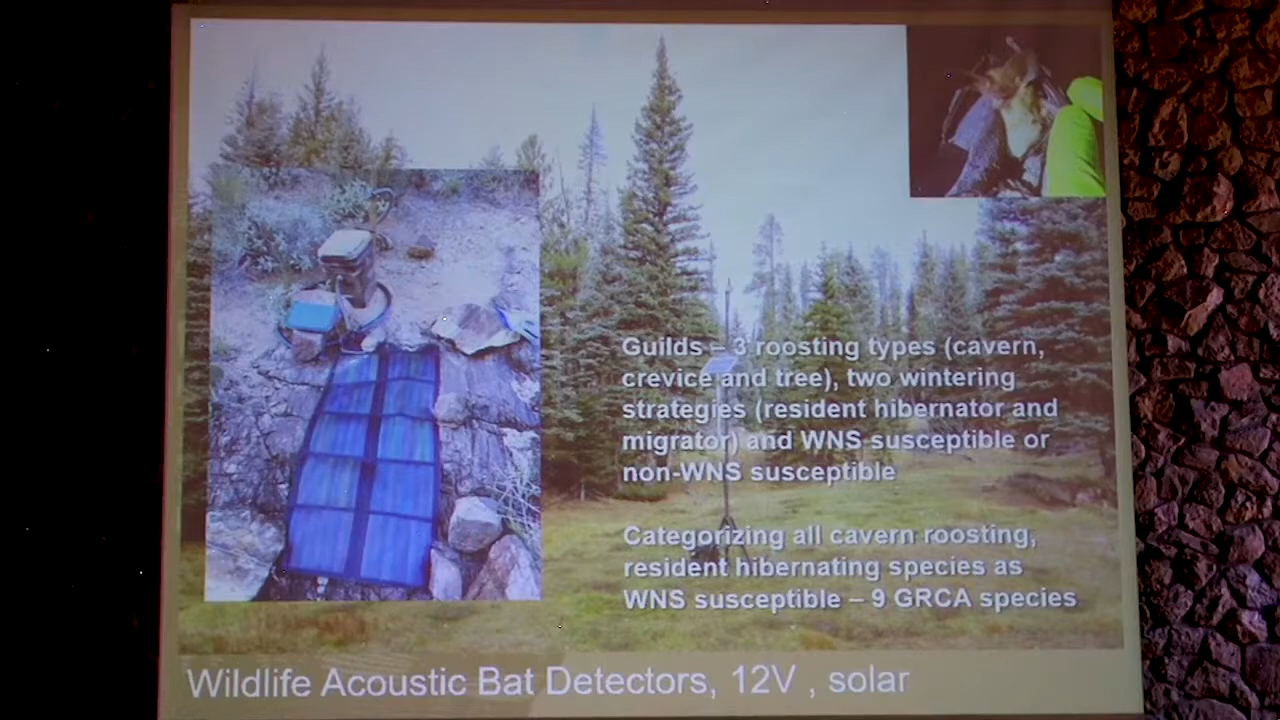 Guilds – 3 roosting types (cavern,
crevice and tree), two wintering
strategies (resident hibernator and
migrator) and WNS susceptible or
non-WNS susceptible
Categorizing all cavern roosting,
resident hibernating species as
WNS susceptible – 9 GRCA species
Wildlife Acoustic Bat Detectors, 12V , solar